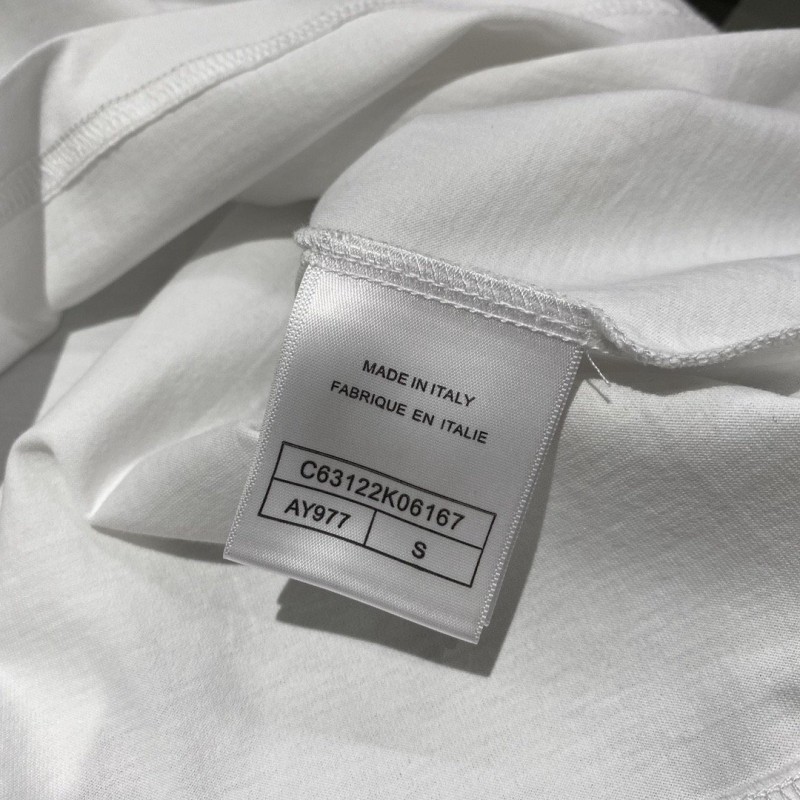 MADE IN ITALY
FABRIQUE EN ITALIE
C63122K06167
AY977 S